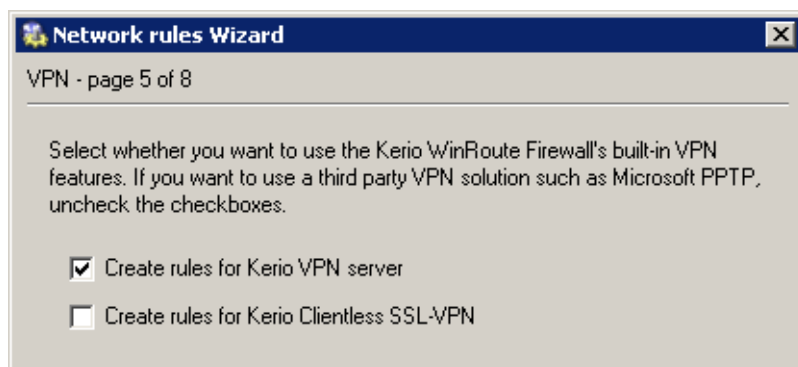 Network rules Wizard
VPN - page 5 of 8
Select whether you want to use the Kerio WinRoute Firewall's built-in VPN
features. If you want to use a third party VPN solution such as Microsoft PPTP,
uncheck the checkboxes.
Create rules for Kerio VPN server
Create rules for Kerio Clientless SSL-VPN